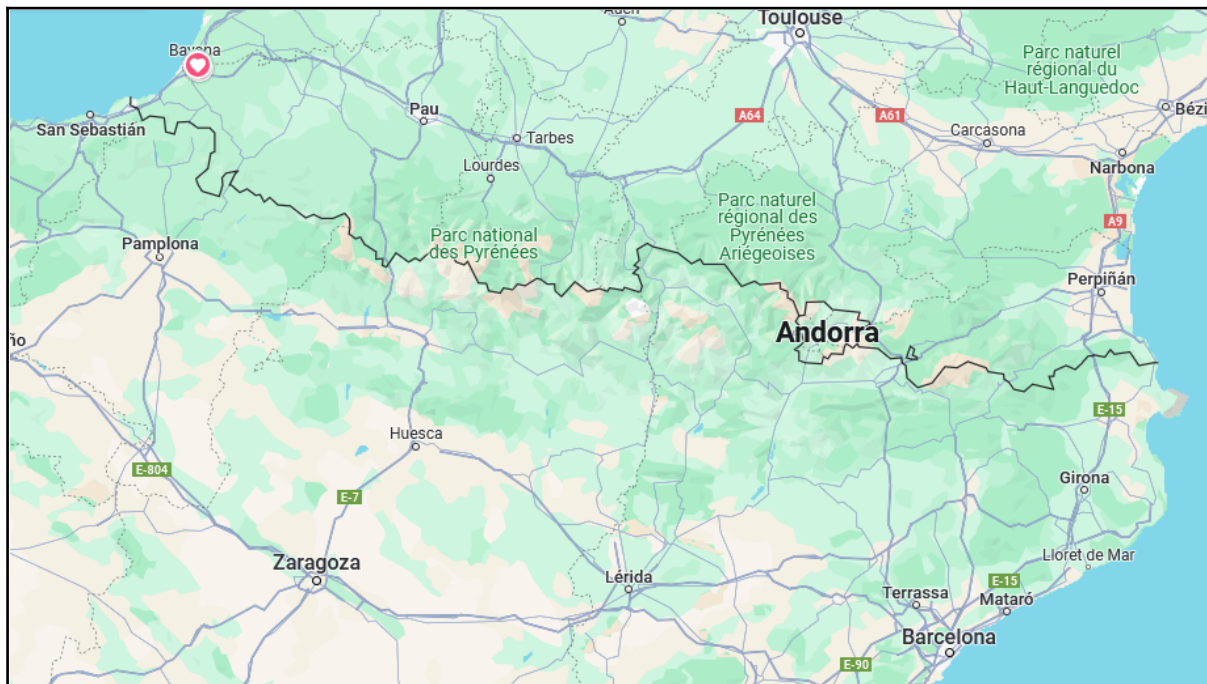 Toulouse
Parc naturel
régional du
Haut-Languedoc
Bayona
San Sebastián
Pau
Tarbes
Lourdes
A64
A61
Carcasona
Bézi
Narbona
A9
Parc naturel
régional des
Pyrénées
Ariégeoises
Parc national
des Pyrénées
Pamplona
Perpiñán
Andorra
ño
E-15
Huesca
E-804
E-7
Girona
Zaragoza
Lérida
Lloret de Mar
E-15
Terrassa
Mataró
Barcelona
E-90